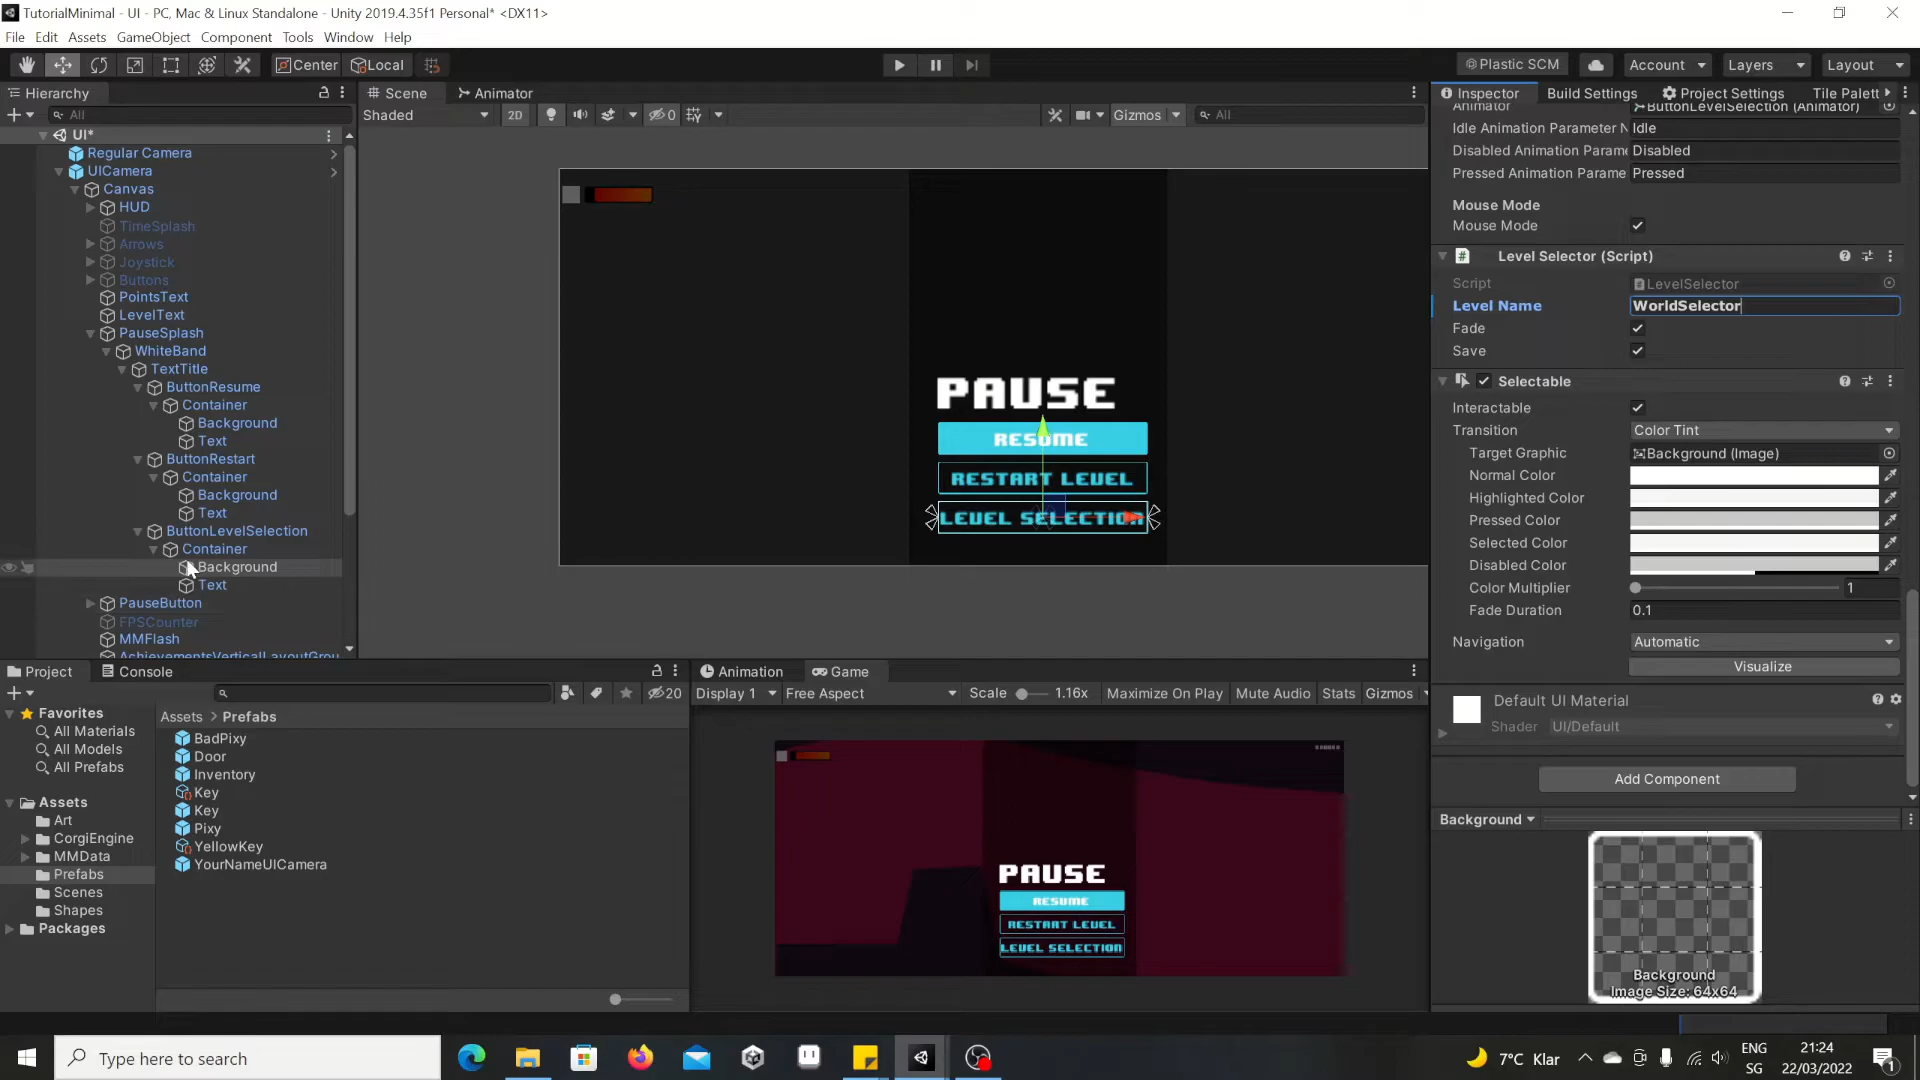 TutorialMinimal - UI - PC, Mac & Linux Standalone - Unity 2019.4.35f1 Personal* <DX11>
File Edit Assets GameObject Component Tools Window Help
Center Local
Plastic SCM Account Layers Layout
Hierarchy
All
UI*
Regular Camera
UICamera
Canvas
HUD
TimeSplash
Arrows
Joystick
Buttons
PointsText
LevelText
PauseSplash
WhiteBand
TextTitle
ButtonResume
Container
Background
Text
ButtonRestart
Container
Background
Text
ButtonLevelSelection
Container
Background
Text
PauseButton
FPSCounter
MMFlash
AchievementsVerticalLayoutGrou
Scene Animator
Shaded 2D 0 Gizmos All
PAUSE
RESUME
RESTART LEVEL
LEVEL SELECTION
Inspector Build Settings Project Settings Tile Palett
Animator ButtonLevelSelection (Animator)
Idle Animation Parameter N Idle
Disabled Animation Parame Disabled
Pressed Animation Parame Pressed
Mouse Mode
Mouse Mode
Level Selector (Script)
Script LevelSelector
Level Name WorldSelector
Fade
Save
Selectable
Interactable
Transition Color Tint
Target Graphic Background (Image)
Normal Color
Highlighted Color
Pressed Color
Selected Color
Disabled Color
Color Multiplier 1
Fade Duration 0.1
Navigation Automatic
Visualize
Default UI Material
Shader UI/Default
Add Component
Background
Background
Image Size: 64x64
Project Console
20
Favorites
All Materials
All Models
All Prefabs
Assets
Art
CorgiEngine
MMData
Prefabs
Scenes
Shapes
Packages
Assets > Prefabs
BadPixy
Door
Inventory
Key
Key
Pixy
YellowKey
YourNameUICamera
Animation Game
Display 1 Free Aspect Scale 1.16x Maximize On Play Mute Audio Stats Gizmos
PAUSE
RESUME
RESTART LEVEL
LEVEL SELECTION
Type here to search
7°C Klar
ENG
SG
21:24
22/03/2022
1